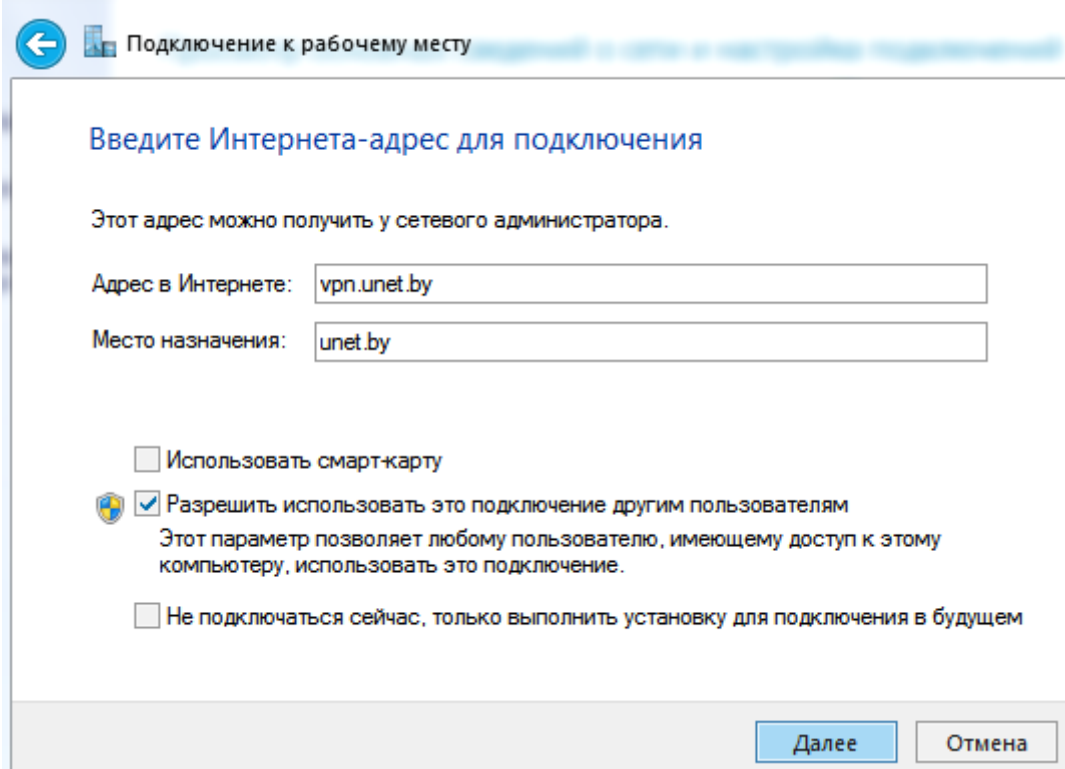 Подключение к рабочему месту
Введите Интернета-адрес для подключения
Этот адрес можно получить у сетевого администратора.
Адрес в Интернете: vpn.unet.by
Место назначения: unet.by
Использовать смарт-карту
Разрешить использовать это подключение другим пользователям
Этот параметр позволяет любому пользователю, имеющему доступ к этому
компьютеру, использовать это подключение.
Не подключаться сейчас, только выполнить установку для подключения в будущем
Далее Отмена